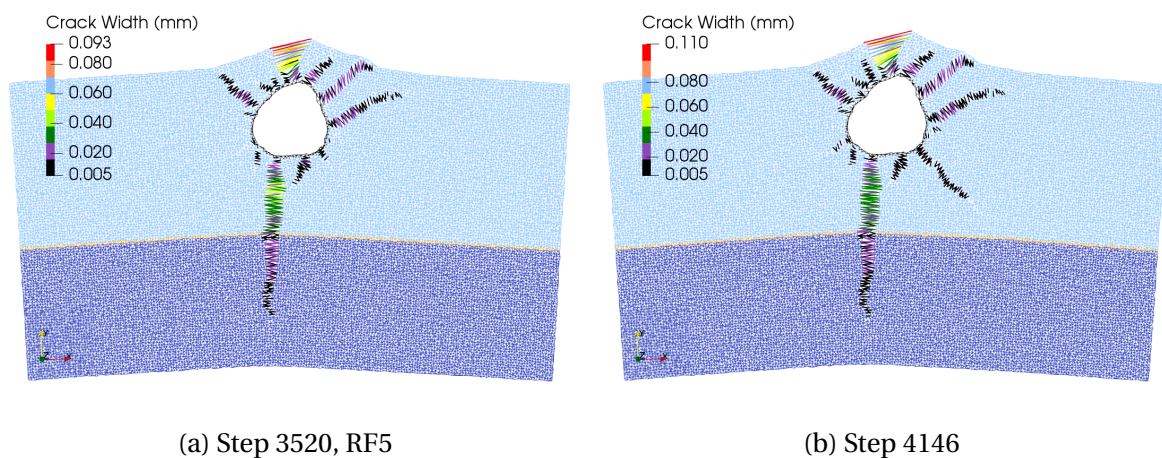 Crack Width (mm)
0.093
0.080
0.060
0.040
0.020
0.005
Y
Z
X
(a) Step 3520, RF5
Crack Width (mm)
0.110
0.080
0.060
0.040
0.020
0.005
Y
Z
X
(b) Step 4146